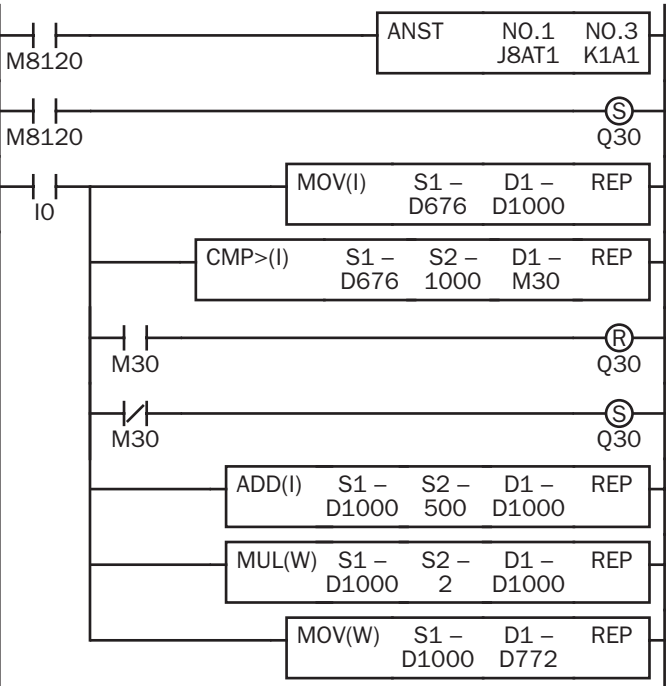 ANST NO.1 NO.3
M8120 J8AT1 K1A1
S
M8120 Q30
MOV(I) S1 – D1 – REP
I0 D676 D1000
CMP>(I) S1 – S2 – D1 – REP
D676 1000 M30
R
M30 Q30
S
M30 Q30
ADD(I) S1 – S2 – D1 – REP
D1000 500 D1000
MUL(W) S1 – S2 – D1 – REP
D1000 2 D1000
MOV(W) S1 – D1 – REP
D1000 D772